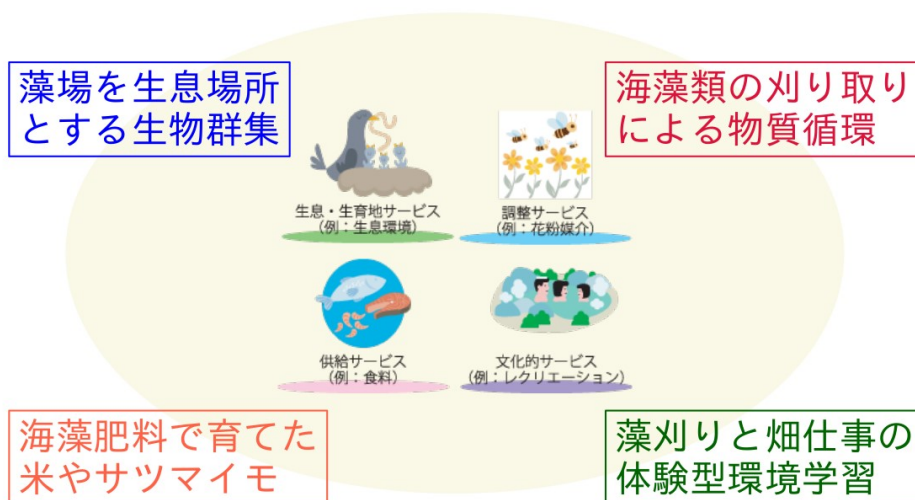 藻場を生息場所
とする生物群集
海藻類の刈り取り
による物質循環
生息・生育地サービス
(例：生息環境)
調整サービス
(例：花粉媒介)
供給サービス
(例：食料)
文化的サービス
(例：レクリエーション)
海藻肥料で育てた
米やサツマイモ
藻刈りと畑仕事の
体験型環境学習